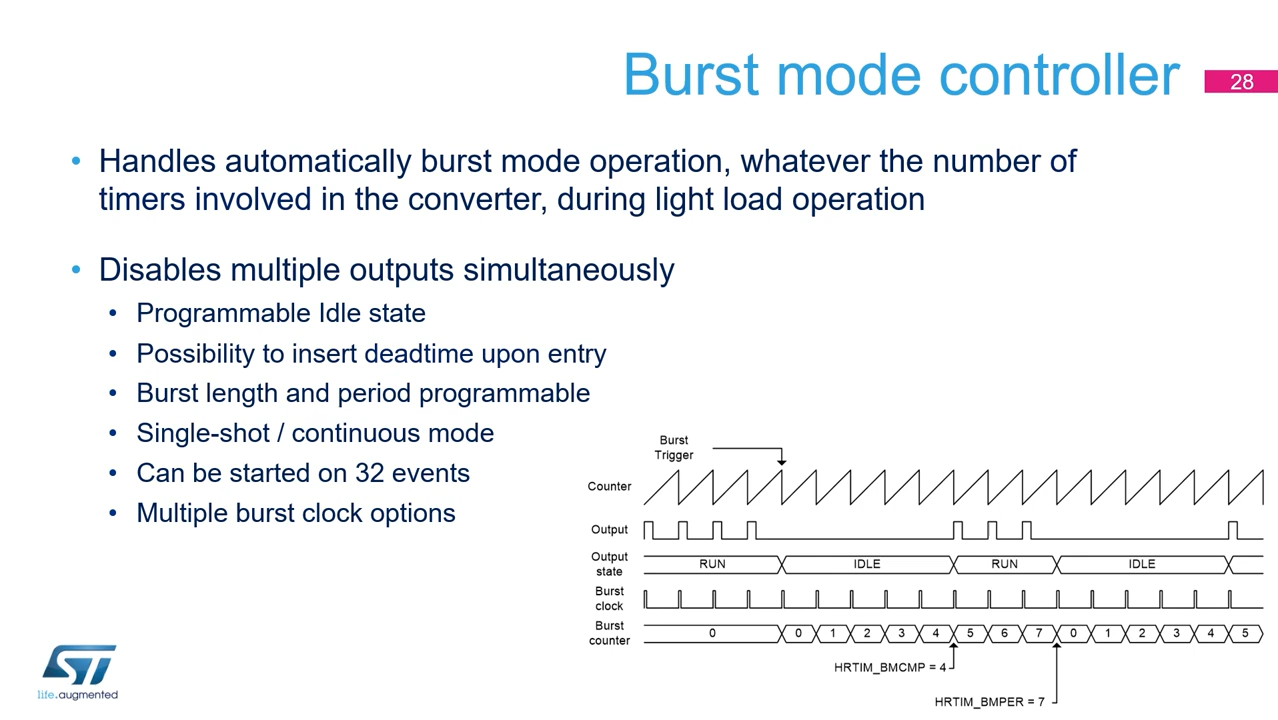 Burst mode controller
28
• Handles automatically burst mode operation, whatever the number of
timers involved in the converter, during light load operation
• Disables multiple outputs simultaneously
• Programmable Idle state
• Possibility to insert deadtime upon entry
• Burst length and period programmable
• Single-shot / continuous mode
• Can be started on 32 events
• Multiple burst clock options
Burst
Trigger
Counter
Output
Output
state
RUN IDLE RUN IDLE
Burst
clock
Burst
counter
0 0 1 2 3 4 5 6 7 0 1 2 3 4 5
HRTIM_BMCMP = 4
HRTIM_BMPER = 7
ST
life.augmented